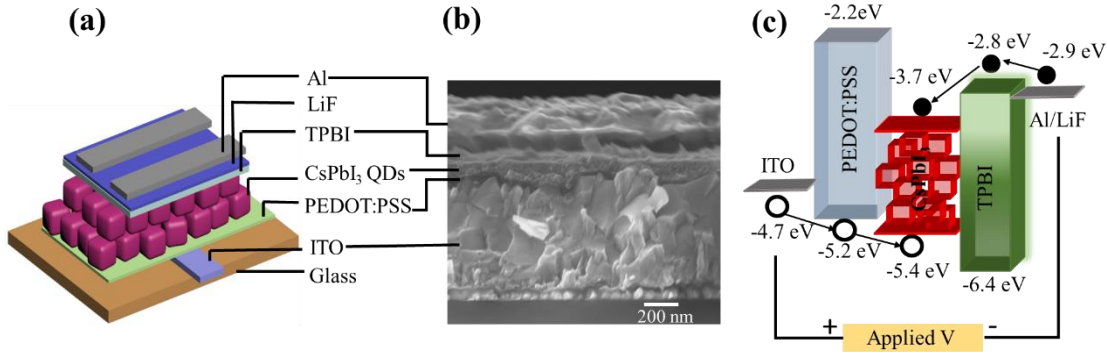 (a)
(b)
(c)
Al
LiF
TPBI
CsPbI₃ QDs
PEDOT:PSS
ITO
Glass
200 nm
-2.2eV
PEDOT:PSS
-3.7 eV
-2.8 eV
-2.9 eV
Al/LiF
ITO
CsPbI₃
TPBI
-4.7 eV
-5.2 eV
-5.4 eV
-6.4 eV
+
Applied V
-